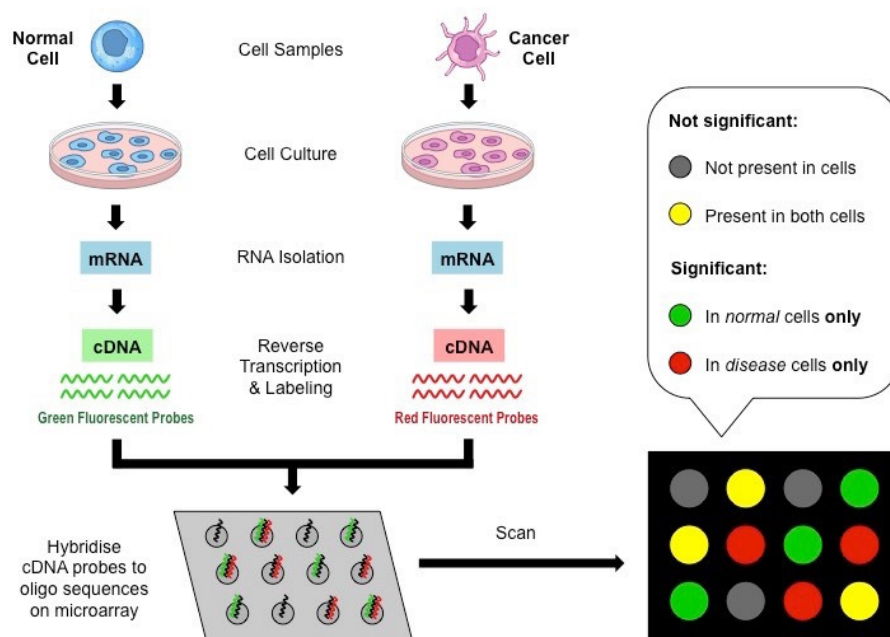 Normal
Cell
Cell Samples
Cancer
Cell
Cell Culture
mRNA
RNA Isolation
mRNA
cDNA
Reverse
Transcription
& Labeling
cDNA
Green Fluorescent Probes
Red Fluorescent Probes
Hybridise
cDNA probes to
oligo sequences
on microarray
Scan
Not significant:
Not present in cells
Present in both cells
Significant:
In normal cells only
In disease cells only